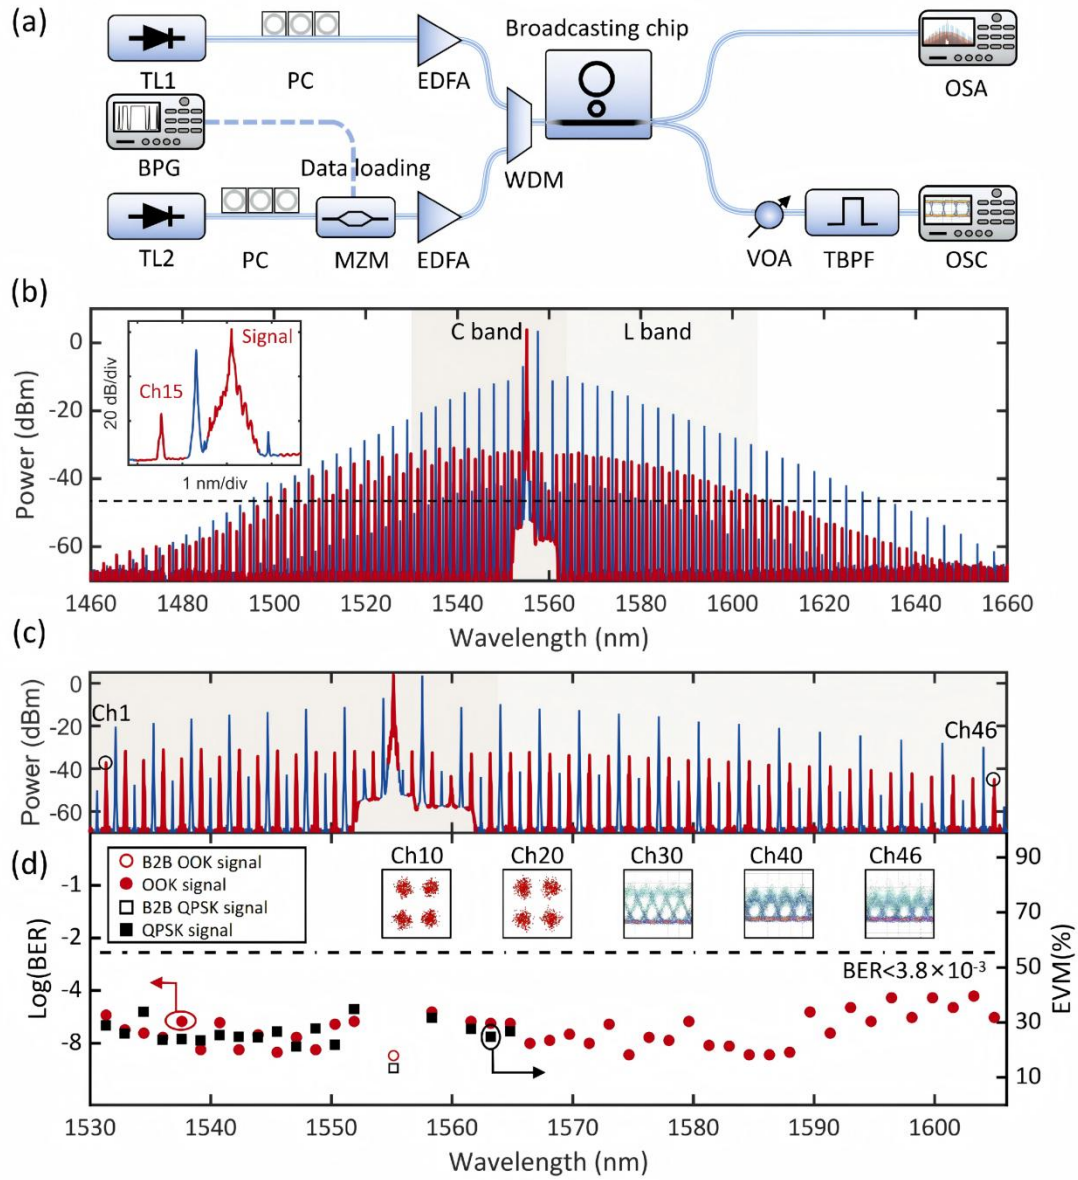 (a)
Broadcasting chip
TL1
PC
EDFA
OSA
BPG
Data loading
WDM
TL2
PC
MZM
EDFA
VOA
TBPF
OSC
(b)
Power (dBm)
0
-20
-40
-60
C band
L band
20 dB/div
Ch15
Signal
1 nm/div
1460
1480
1500
1520
1540
1560
1580
1600
1620
1640
1660
Wavelength (nm)
(c)
Power (dBm)
0
-20
-40
-60
Ch1
Ch46
1530
1540
1550
1560
1570
1580
1590
1600
(d)
B2B OOK signal
OOK signal
B2B QPSK signal
QPSK signal
Ch10
Ch20
Ch30
Ch40
Ch46
Log(BER)
-1
-2
-4
-8
BER<3.8×10-3
EVM(%)
90
70
50
30
10
Wavelength (nm)